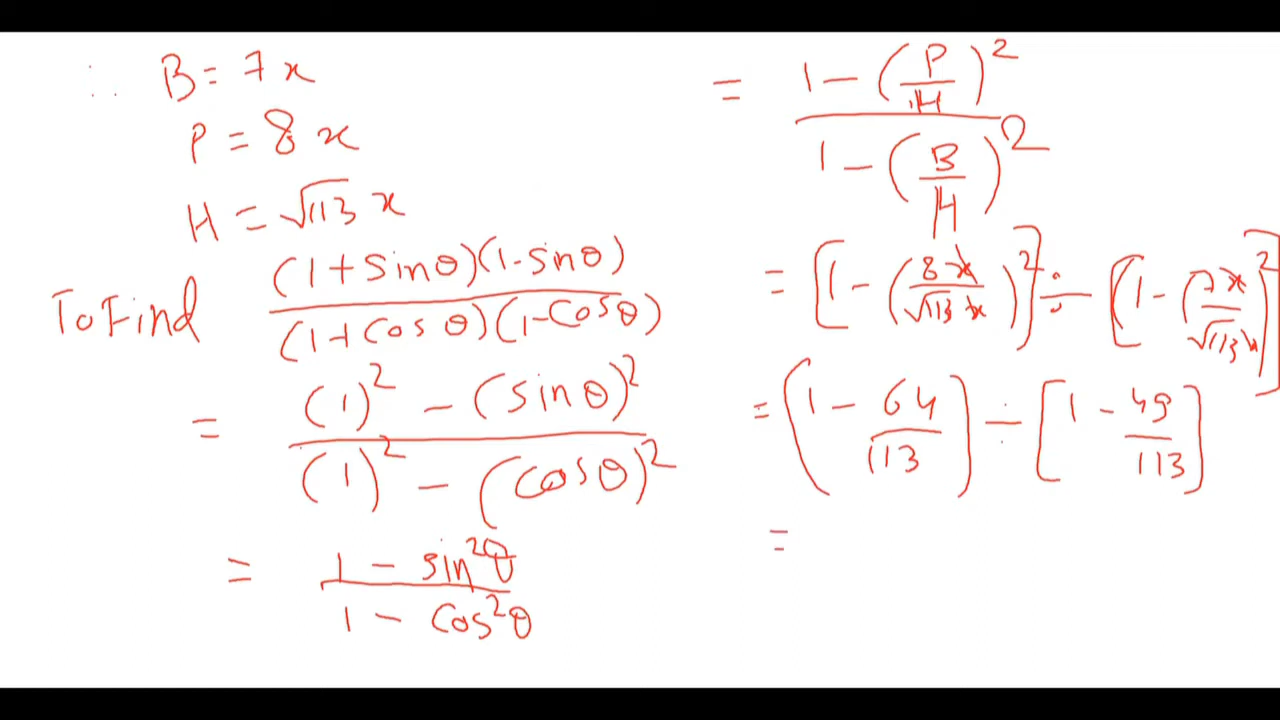 ∴ B = 7x
P = 8x
H = √113 x
To Find (1+sinθ)(1-sinθ) / (1+cosθ)(1-cosθ)
= (1)² - (sinθ)² / (1)² - (cosθ)²
= 1 - sin²θ / 1 - cos²θ
= 1 - (P/H)² / 1 - (B/H)²
= [1 - (8x/√113x)²] ÷ [1 - (7x/√113x)²]
= (1 - 64/113] ÷ [1 - 49/113]
=